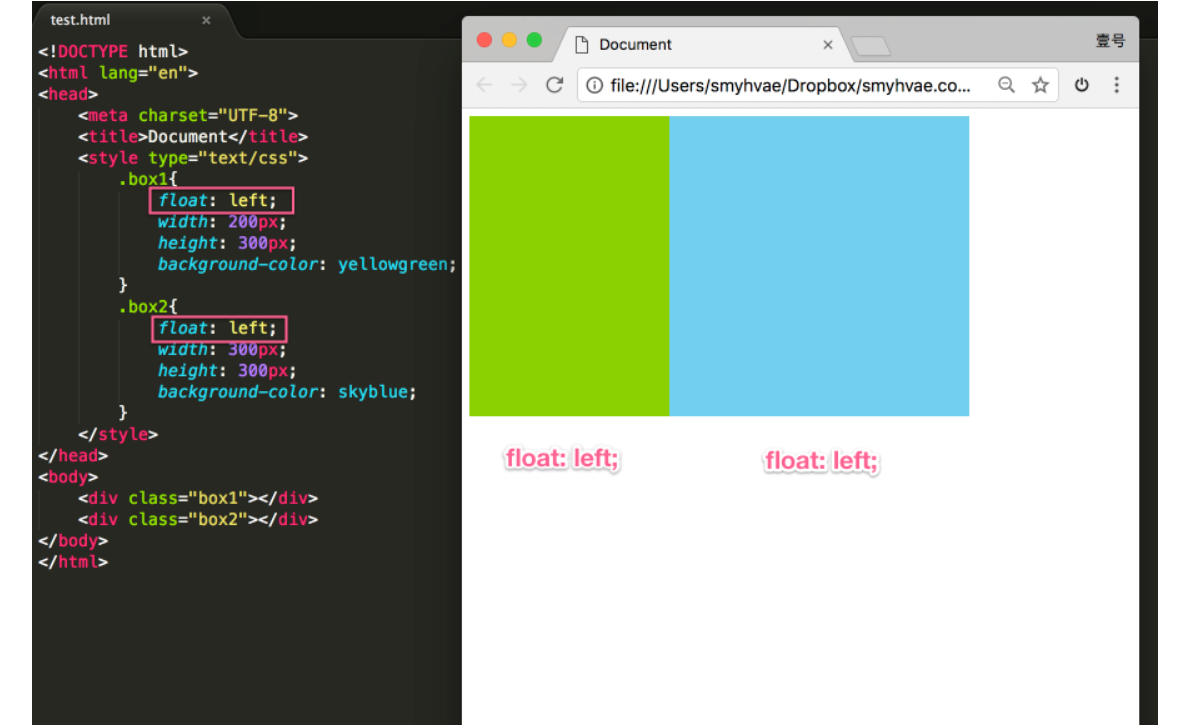 test.html ×
<!DOCTYPE html>
<html lang="en">
<head>
    <meta charset="UTF-8">
    <title>Document</title>
    <style type="text/css">
        .box1{
            float: left;
            width: 200px;
            height: 300px;
            background-color: yellowgreen;
        }
        .box2{
            float: left;
            width: 300px;
            height: 300px;
            background-color: skyblue;
        }
    </style>
</head>
<body>
    <div class="box1"></div>
    <div class="box2"></div>
</body>
</html>
Document ×
壹号
file:///Users/smyhvae/Dropbox/smyhvae.co...
float: left;
float: left;